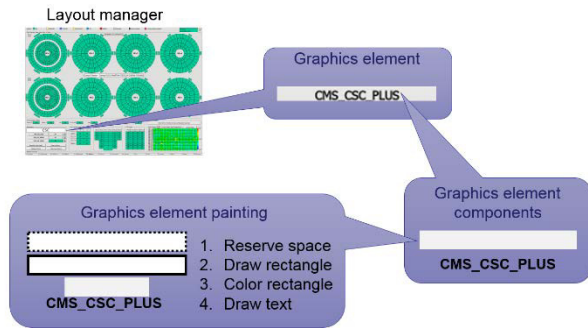 Layout manager
Graphics element
CMS_CSC_PLUS
Graphics element
components
CMS_CSC_PLUS
Graphics element painting
1. Reserve space
2. Draw rectangle
3. Color rectangle
4. Draw text
CMS_CSC_PLUS